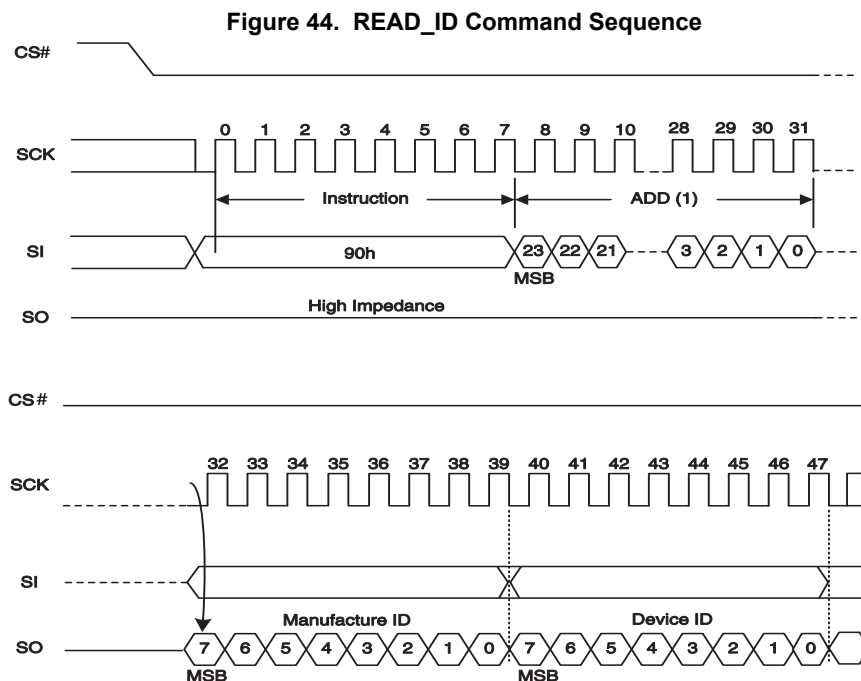 Figure 44. READ_ID Command Sequence
CS#
0 1 2 3 4 5 6 7 8 9 10 28 29 30 31
SCK
Instruction ADD (1)
SI 90h 23 22 21 3 2 1 0
MSB
High Impedance
SO
CS#
32 33 34 35 36 37 38 39 40 41 42 43 44 45 46 47
SCK
SI
Manufacture ID Device ID
SO 7 6 5 4 3 2 1 0 7 6 5 4 3 2 1 0
MSB MSB